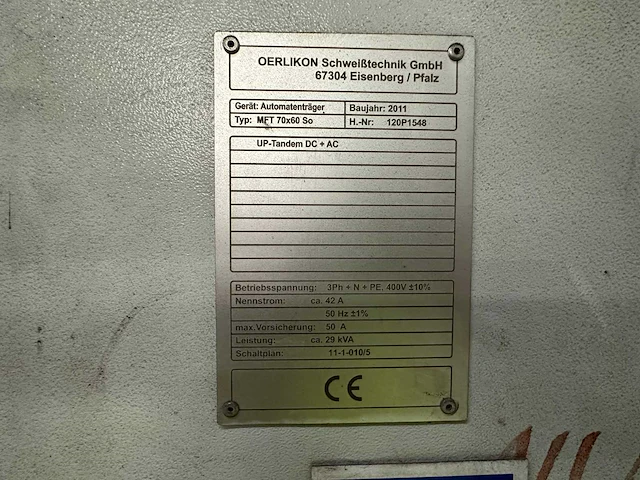 OERLIKON Schweißtechnik GmbH
67304 Eisenberg / Pfalz
Gerät: Automatenträger Baujahr: 2011
Typ: MFT 70x60 So H.-Nr: 120P1548
UP-Tandem DC + AC
Betriebsspannung: 3Ph + N + PE, 400V ±10%
Nennstrom: ca. 42 A
50 Hz ±1%
max.Vorsicherung: 50 A
Leistung: ca. 29 kVA
Schaltplan: 11-1-010/5
CE